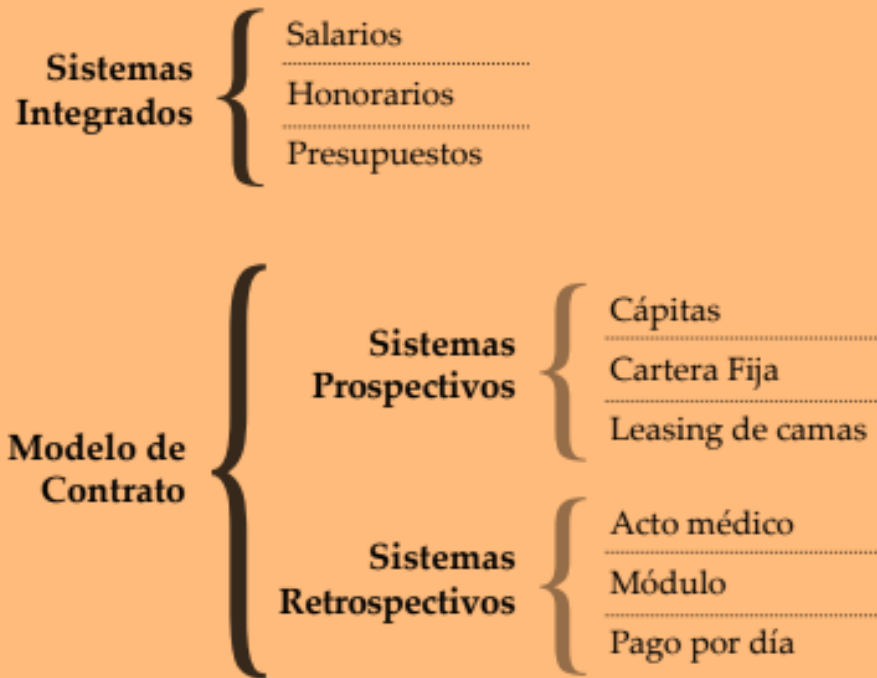 Sistemas
Integrados
Salarios
Honorarios
Presupuestos
Modelo de
Contrato
Sistemas
Prospectivos
Cápitas
Cartera Fija
Leasing de camas
Sistemas
Retrospectivos
Acto médico
Módulo
Pago por día